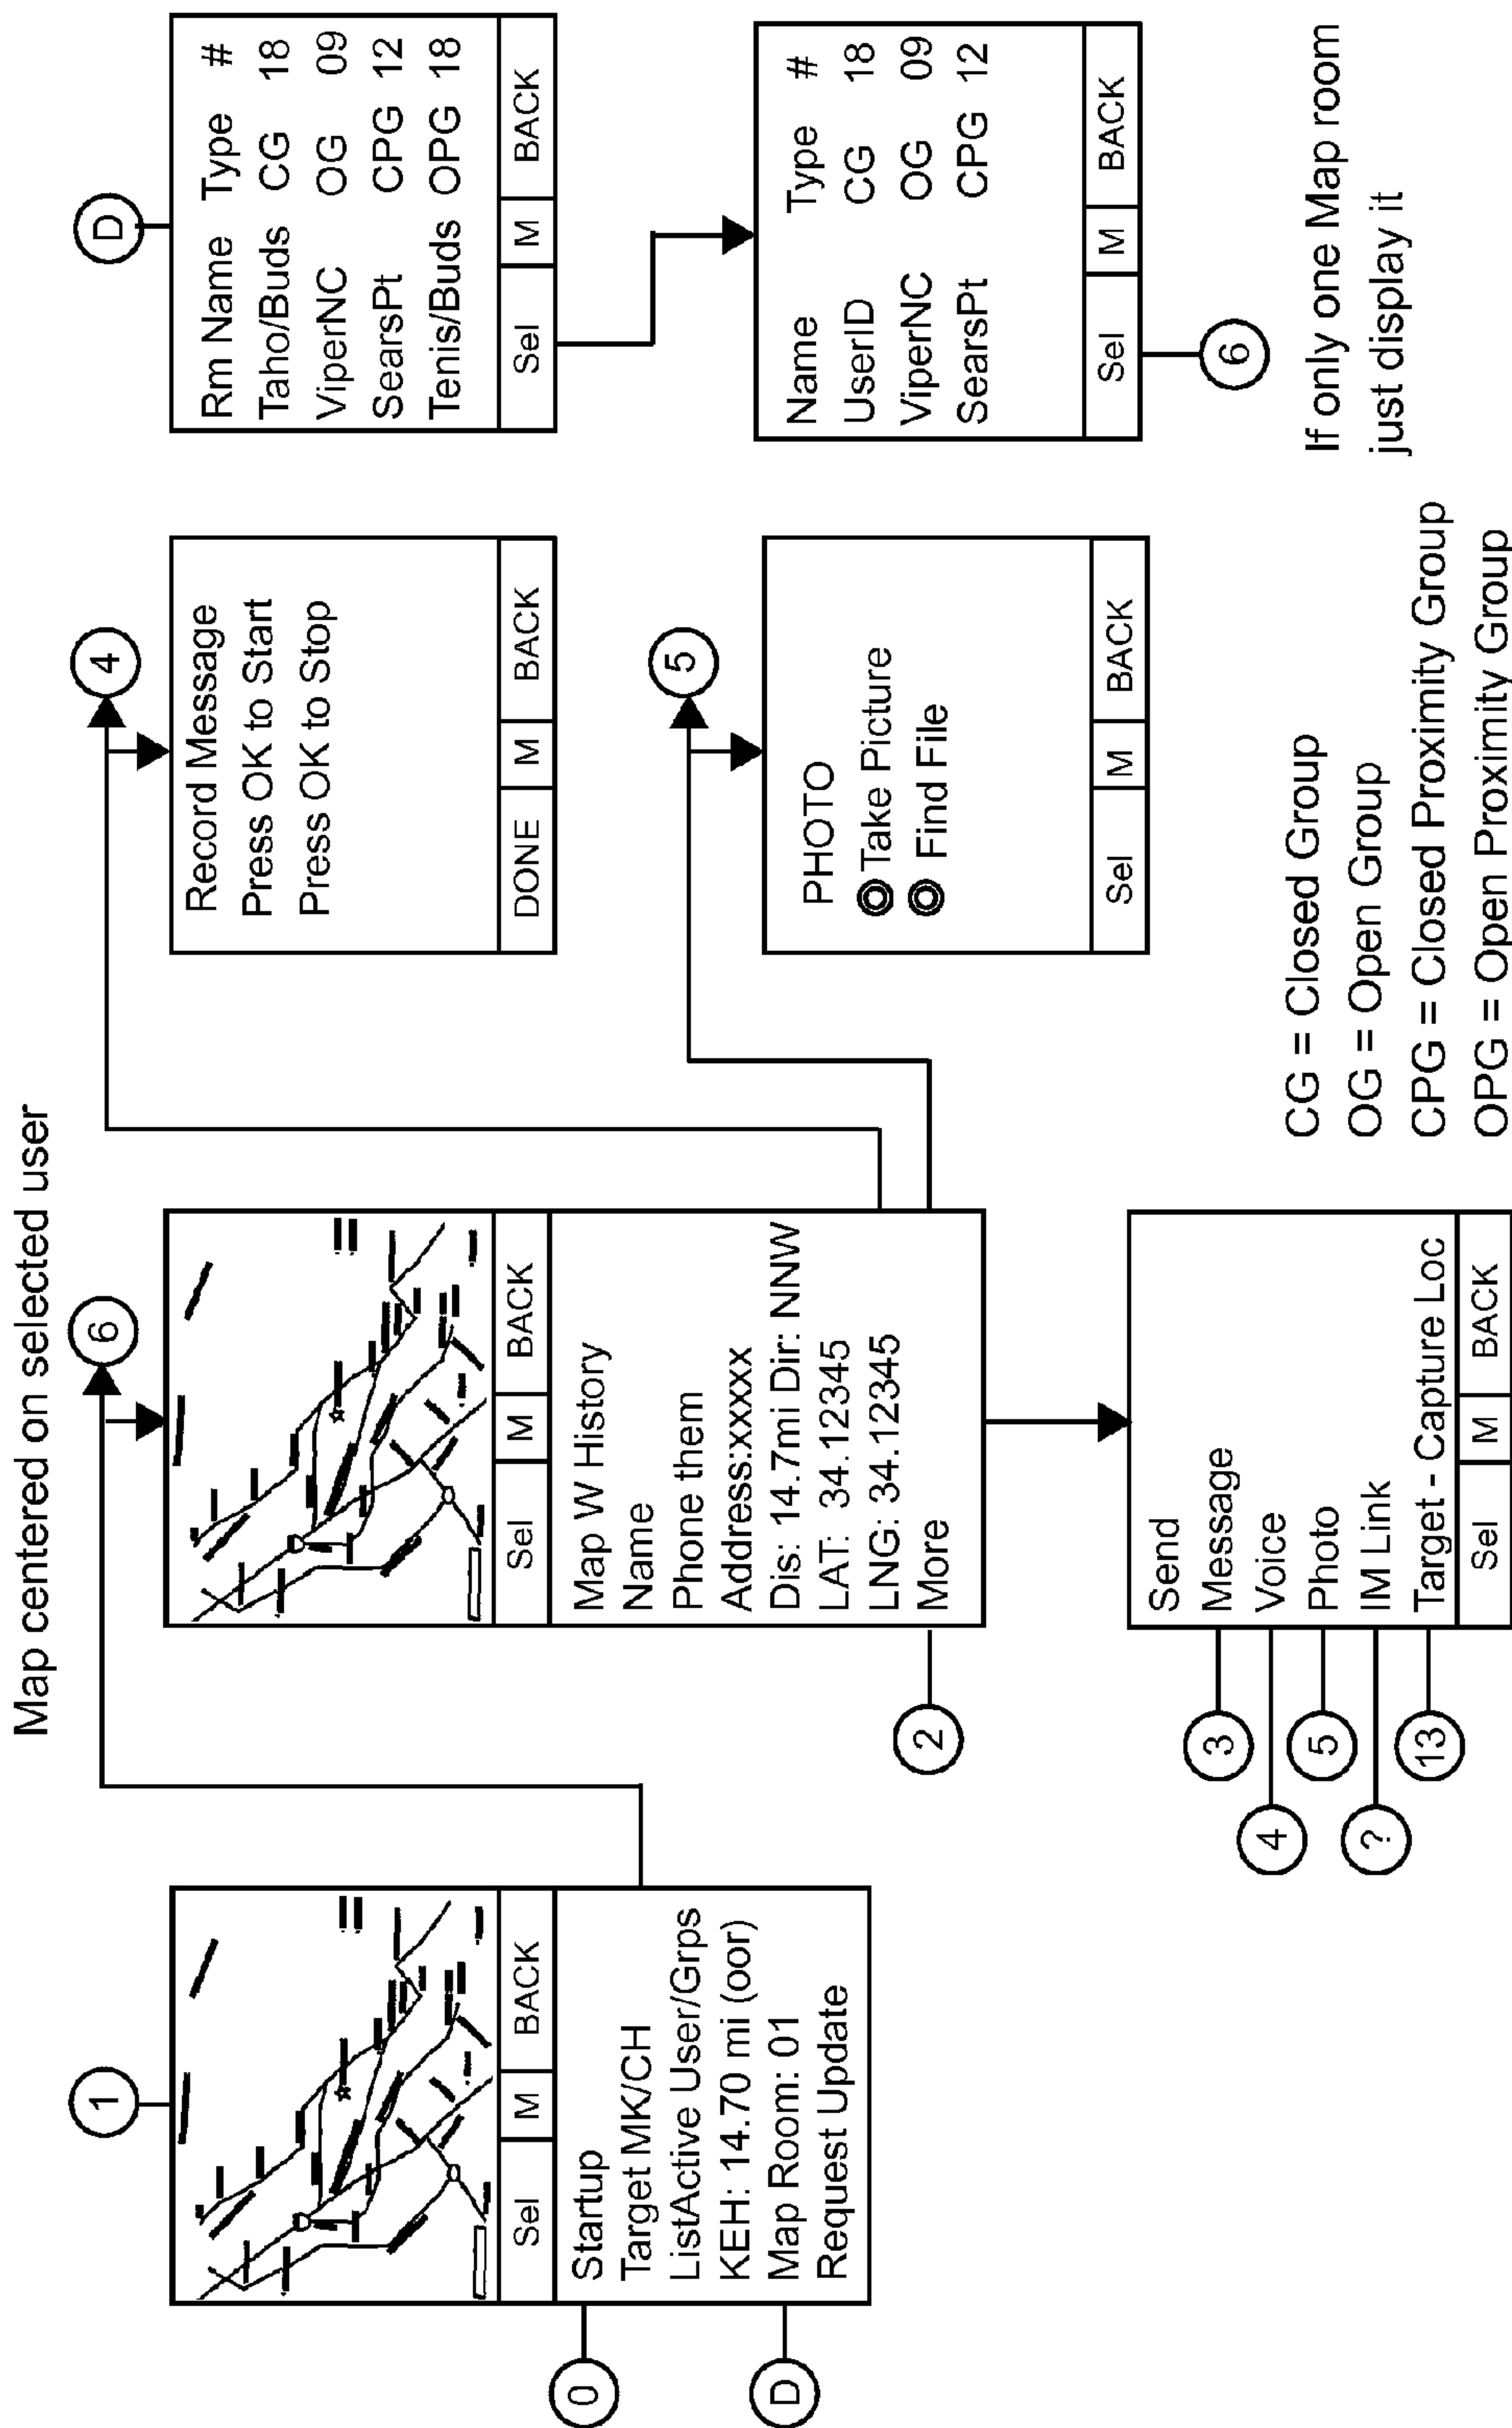 Map centered on selected user
1
Sel M BACK
0
Startup
Target MK/CH
ListActive User/Grps
KEH: 14.70 mi (oor)
D
Map Room: 01
Request Update
6
Sel M BACK
Map W History
Name
Phone them
Address:xxxxx
Dis: 14.7mi Dir: NNW
LAT: 34.12345
LNG: 34.12345
2
More
Send
3
Message
4
Voice
5
Photo
?
IM Link
13
Target - Capture Loc
Sel M BACK
4
Record Message
Press OK to Start
Press OK to Stop
DONE M BACK
5
PHOTO
Take Picture
Find File
Sel M BACK
CG = Closed Group
OG = Open Group
CPG = Closed Proximity Group
OPG = Open Proximity Group
D
Rm Name Type #
Taho/Buds CG 18
ViperNC OG 09
SearsPt CPG 12
Tenis/Buds OPG 18
Sel M BACK
Name Type #
UserID CG 18
ViperNC OG 09
SearsPt CPG 12
Sel M BACK
6
If only one Map room
just display it